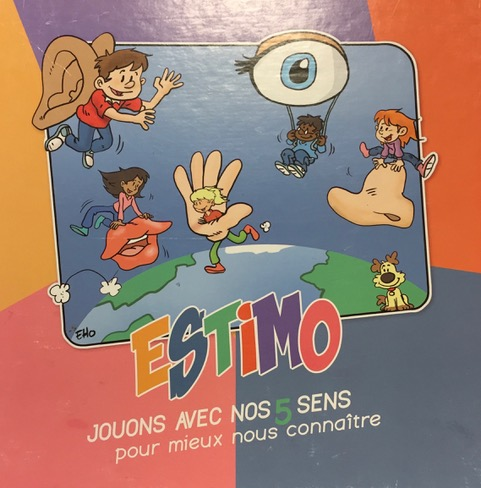 EHO
ESTIMO
JOUONS AVEC NOS 5 SENS
pour mieux nous connaître